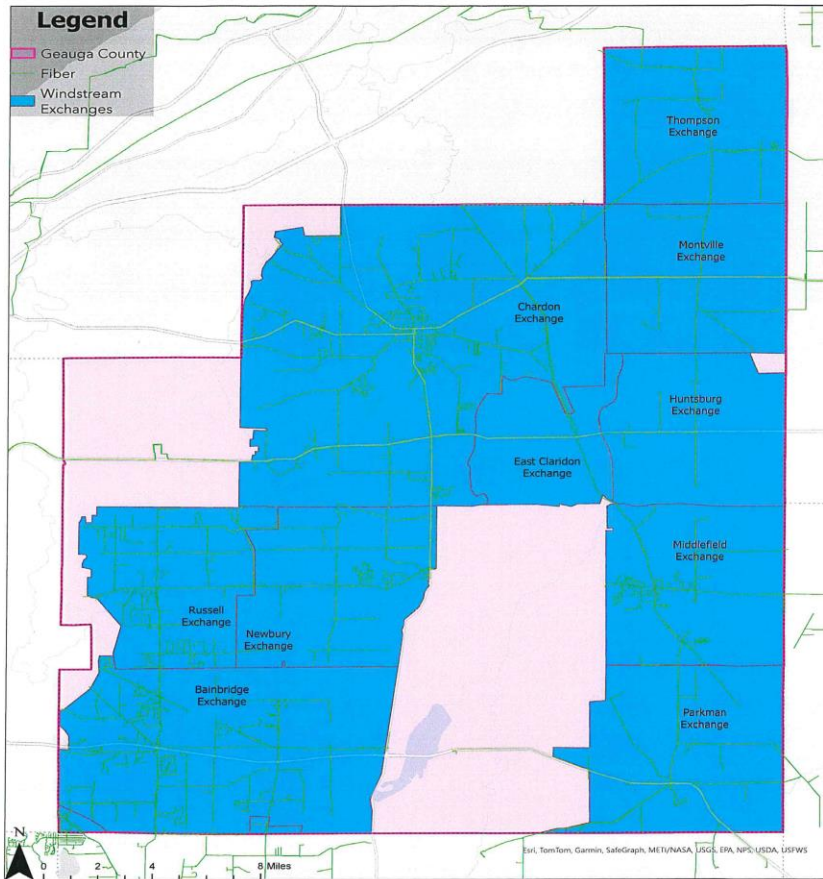 Legend
Geauga County
Fiber
Windstream
Exchanges
Thompson
Exchange
Montville
Exchange
Chardon
Exchange
Huntsburg
Exchange
East Claridon
Exchange
Middlefield
Exchange
Russell
Exchange
Newbury
Exchange
Bainbridge
Exchange
Parkman
Exchange
N
0 2 4 8 Miles
Esri, TomTom, Garmin, SafeGraph, METI/NASA, USGS, EPA, NPS, USDA, USFWS